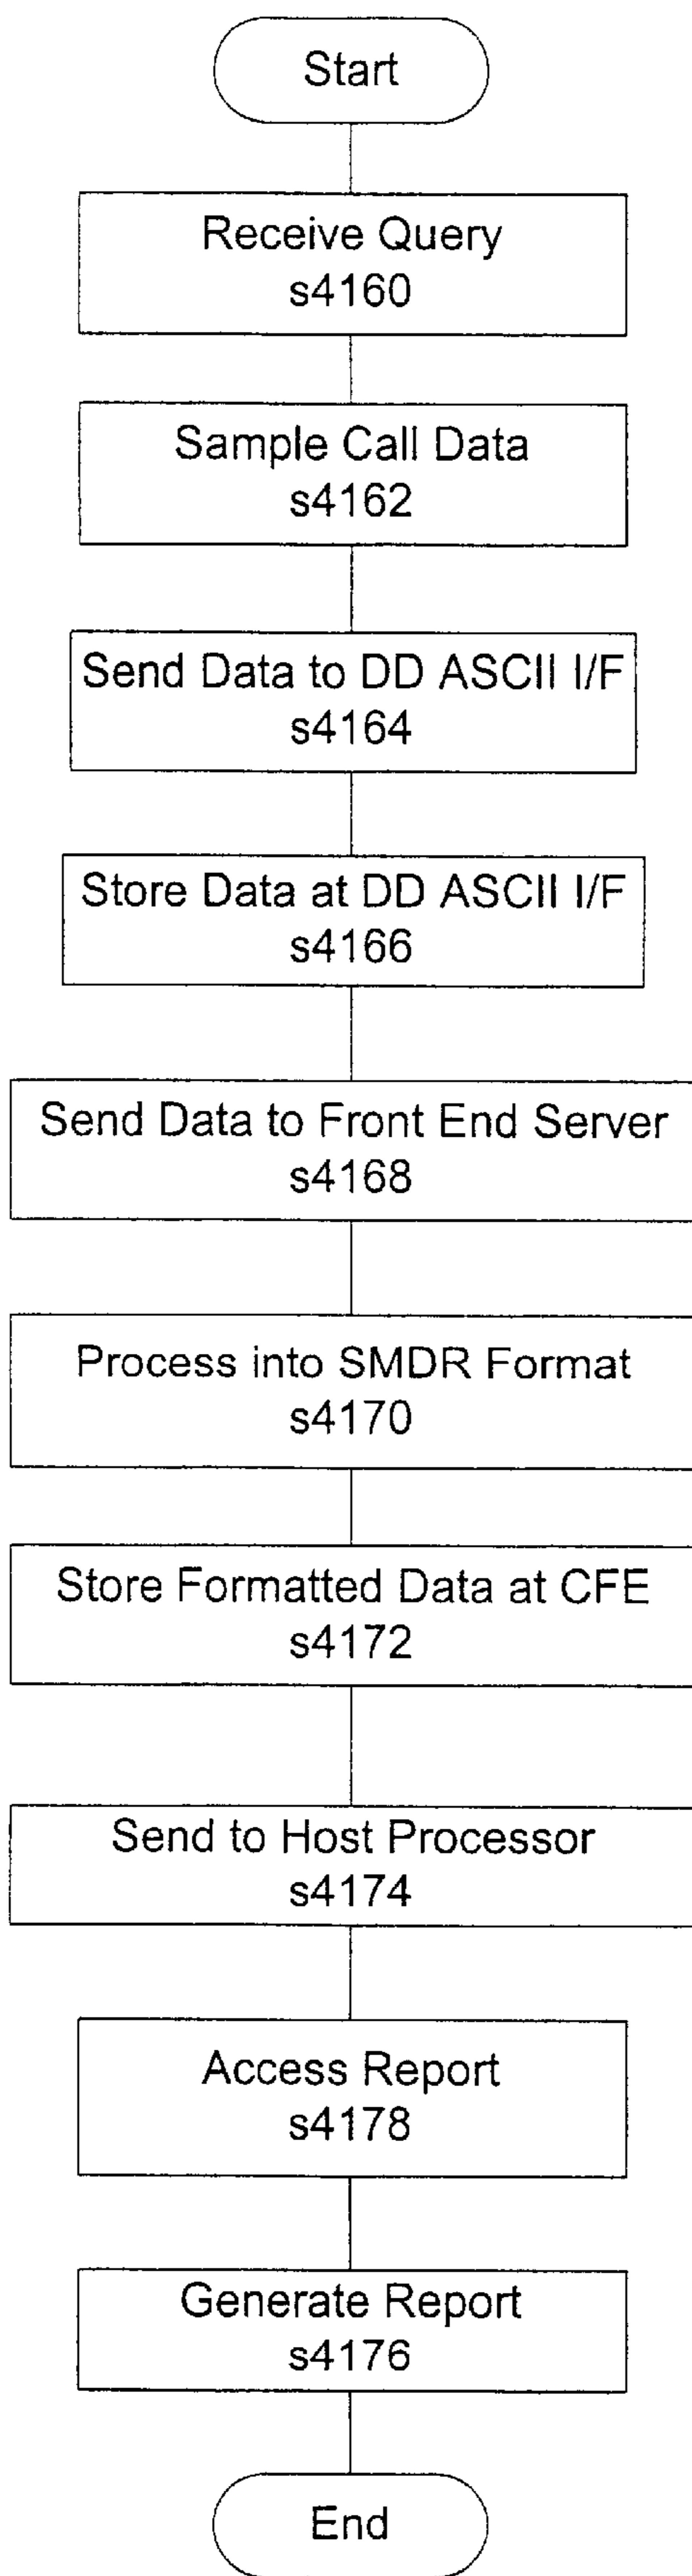 Start
Receive Query
s4160
Sample Call Data
s4162
Send Data to DD ASCII I/F
s4164
Store Data at DD ASCII I/F
s4166
Send Data to Front End Server
s4168
Process into SMDR Format
s4170
Store Formatted Data at CFE
s4172
Send to Host Processor
s4174
Access Report
s4178
Generate Report
s4176
End